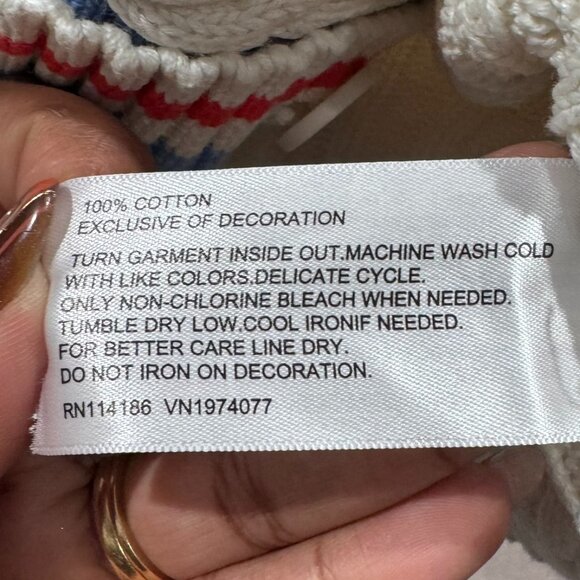 100% COTTON
EXCLUSIVE OF DECORATION
TURN GARMENT INSIDE OUT.MACHINE WASH COLD
WITH LIKE COLORS.DELICATE CYCLE.
ONLY NON-CHLORINE BLEACH WHEN NEEDED.
TUMBLE DRY LOW.COOL IRONIF NEEDED.
FOR BETTER CARE LINE DRY.
DO NOT IRON ON DECORATION.
RN114186 VN1974077